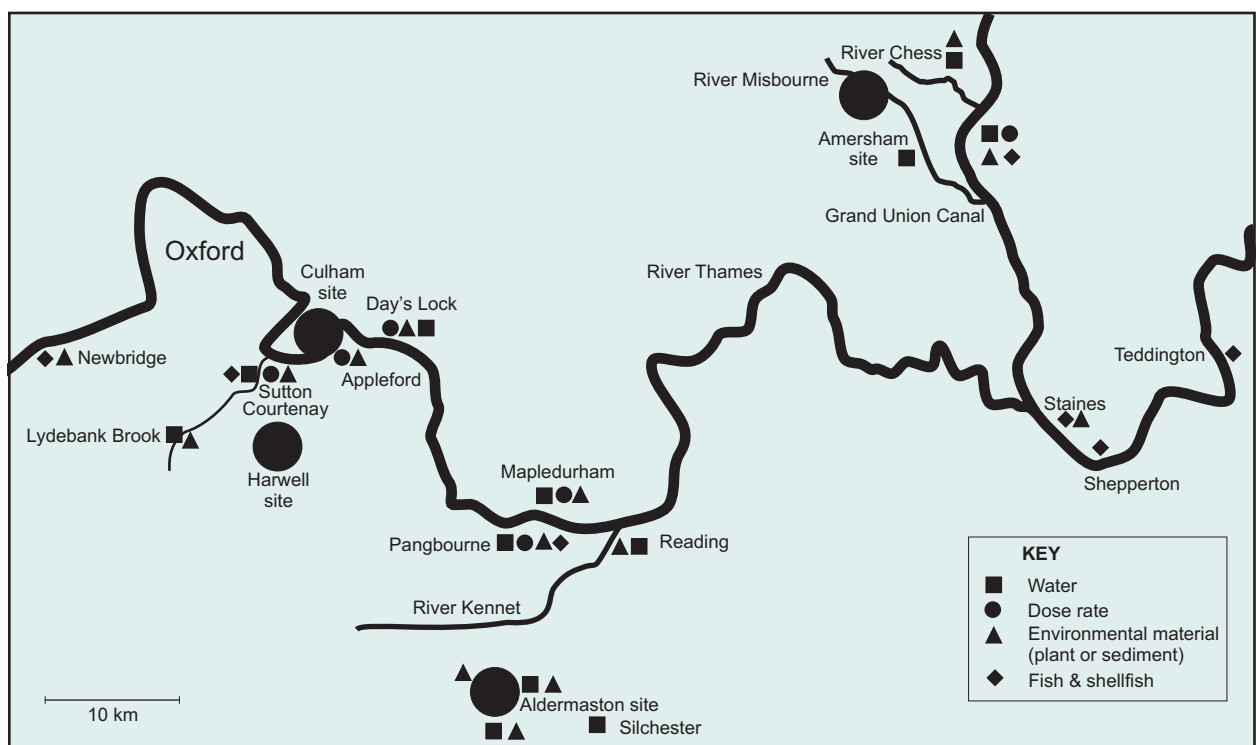 River Chess
River Misbourne
Amersham
site
Grand Union Canal
Oxford
Culham
site
River Thames
Day's Lock
Newbridge
Appleford
Sutton
Courtenay
Teddington
Staines
Lydebank Brook
Harwell
site
Mapledurham
Shepperton
Pangbourne
Reading
River Kennet
Aldermaston site
Silchester
10 km
KEY
Water
Dose rate
Environmental material
(plant or sediment)
Fish & shellfish